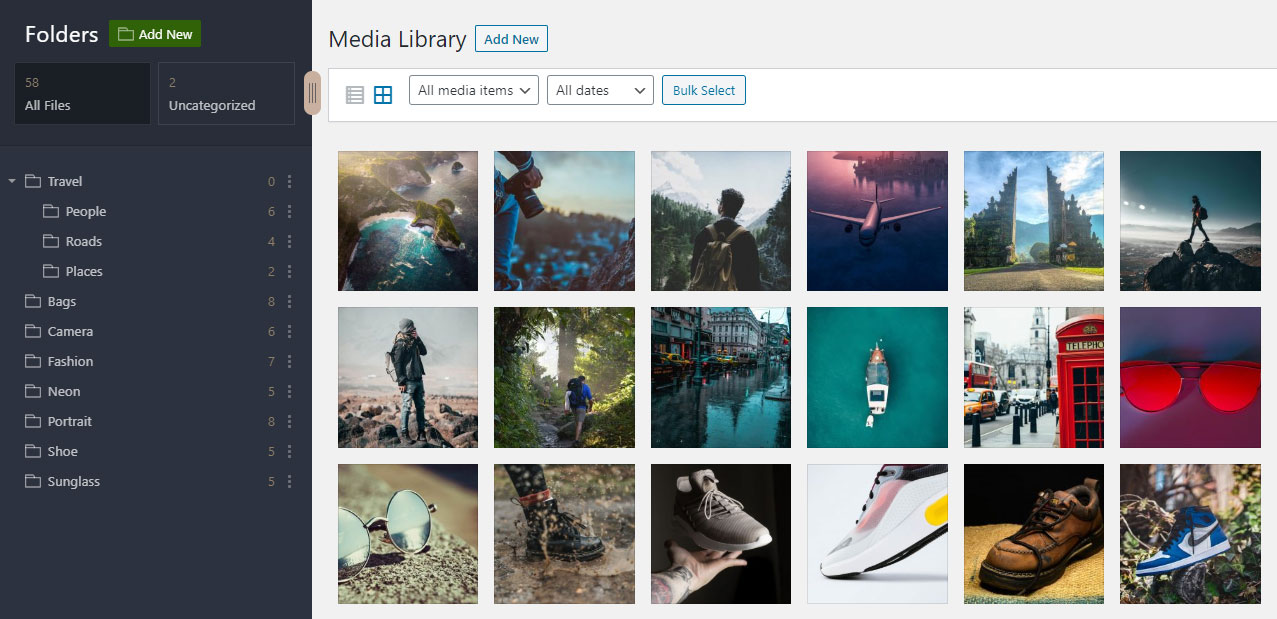 Folders
Add New
58
All Files
2
Uncategorized
Travel 0
People 6
Roads 4
Places 2
Bags 8
Camera 6
Fashion 7
Neon 5
Portrait 8
Shoe 5
Sunglass 5
Media Library
Add New
All media items
All dates
Bulk Select